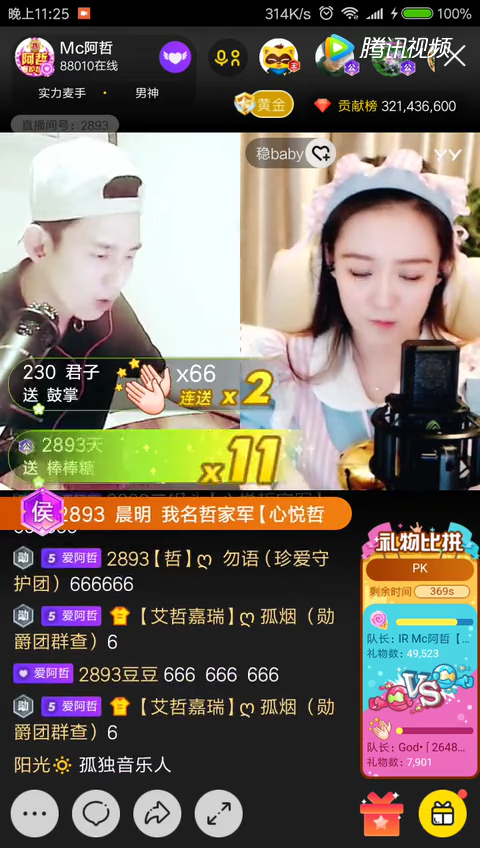 晚上11:25
314K/s
100%
Mc阿哲
88010在线
腾讯视频
实力麦手
男神
黄金
贡献榜 321,436,600
直播间号：2893
稳baby
YY
230 君子
送 鼓掌
x66
连送 x2
2893天
送 棒棒糖
x11
侯
2893 晨明 我名哲家军【心悦哲
666666
勋 5 爱阿哲 2893【哲】ღ 勿语（珍爱守
护团）666666
勋 5 爱阿哲 【艾哲嘉瑞】ღ 孤烟（勋
爵团群查）6
爱阿哲 2893豆豆 666 666 666
勋 5 爱阿哲 【艾哲嘉瑞】ღ 孤烟（勋
爵团群查）6
阳光🔅 孤独音乐人
礼物比拼
PK
剩余时间 369s
队长：IR Mc阿哲【...
礼物数：49,523
VS
队长：God•「2648...
礼物数：7,901